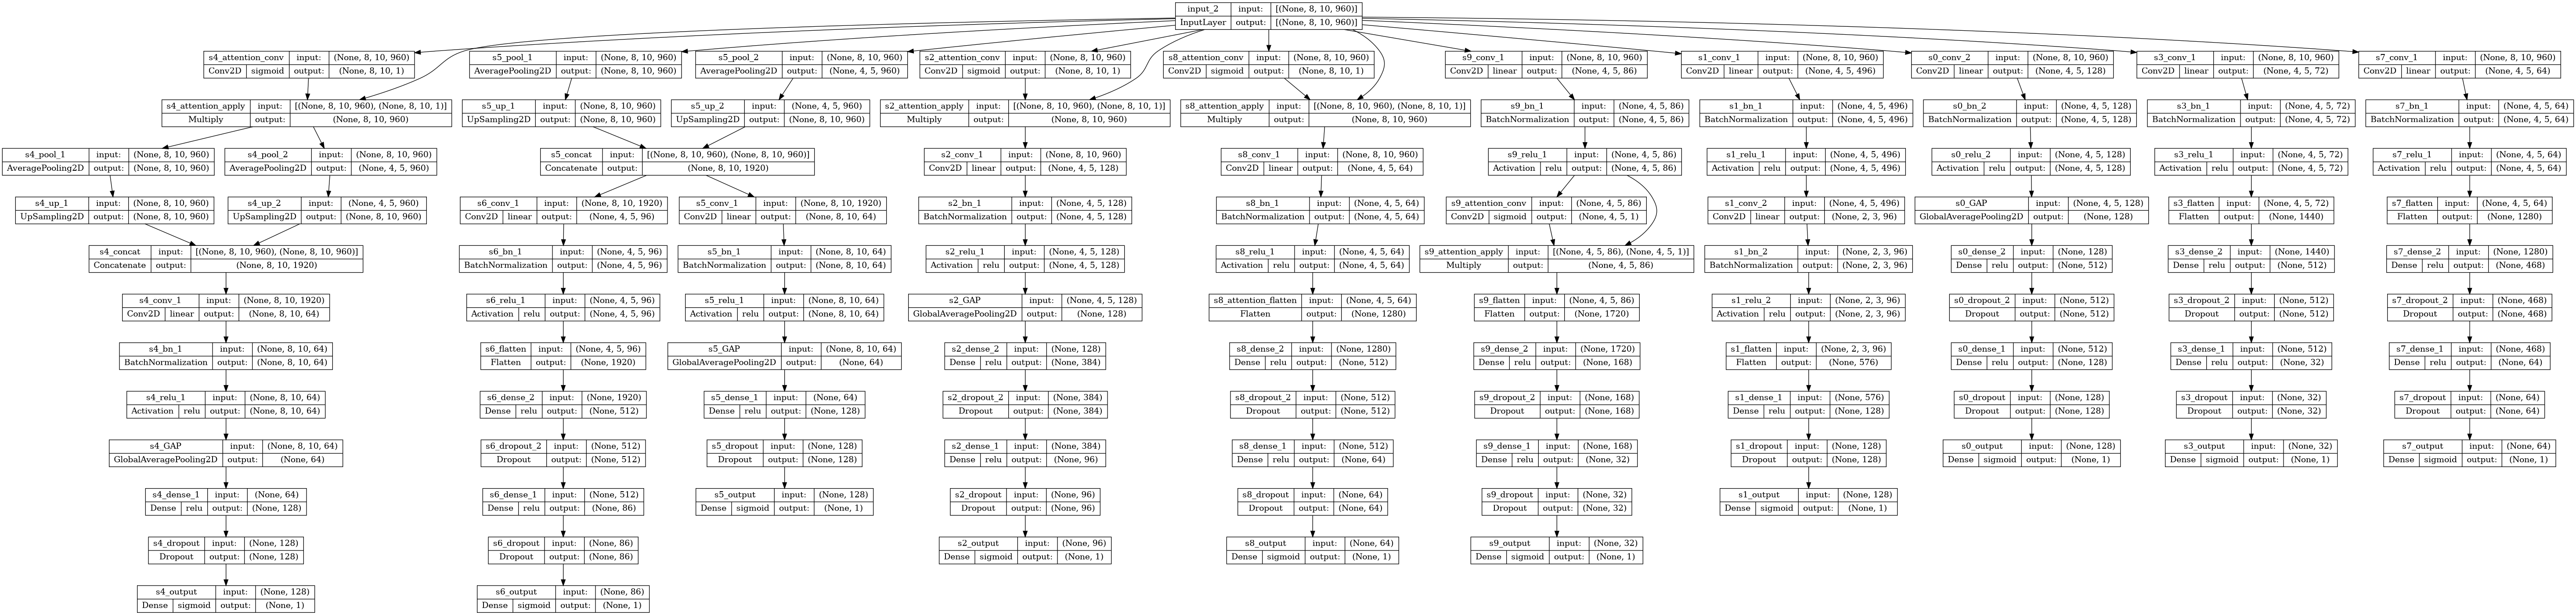 input_2 input: [(None, 8, 10, 960)]
InputLayer output: [(None, 8, 10, 960)]
s4_attention_conv input: (None, 8, 10, 960)
Conv2D sigmoid output: (None, 8, 10, 1)
s4_attention_apply input: [(None, 8, 10, 960), (None, 8, 10, 1)]
Multiply output: (None, 8, 10, 960)
s4_pool_1 input: (None, 8, 10, 960)
AveragePooling2D output: (None, 8, 10, 960)
s4_pool_2 input: (None, 8, 10, 960)
AveragePooling2D output: (None, 4, 5, 960)
s4_up_1 input: (None, 8, 10, 960)
UpSampling2D output: (None, 8, 10, 960)
s4_up_2 input: (None, 4, 5, 960)
UpSampling2D output: (None, 8, 10, 960)
s4_concat input: [(None, 8, 10, 960), (None, 8, 10, 960)]
Concatenate output: (None, 8, 10, 1920)
s4_conv_1 input: (None, 8, 10, 1920)
Conv2D linear output: (None, 8, 10, 64)
s4_bn_1 input: (None, 8, 10, 64)
BatchNormalization output: (None, 8, 10, 64)
s4_relu_1 input: (None, 8, 10, 64)
Activation relu output: (None, 8, 10, 64)
s4_GAP input: (None, 8, 10, 64)
GlobalAveragePooling2D output: (None, 64)
s4_dense_1 input: (None, 64)
Dense relu output: (None, 128)
s4_dropout input: (None, 128)
Dropout output: (None, 128)
s4_output input: (None, 128)
Dense sigmoid output: (None, 1)
s5_pool_1 input: (None, 8, 10, 960)
AveragePooling2D output: (None, 8, 10, 960)
s5_pool_2 input: (None, 8, 10, 960)
AveragePooling2D output: (None, 4, 5, 960)
s5_up_1 input: (None, 8, 10, 960)
UpSampling2D output: (None, 8, 10, 960)
s5_up_2 input: (None, 4, 5, 960)
UpSampling2D output: (None, 8, 10, 960)
s5_concat input: [(None, 8, 10, 960), (None, 8, 10, 960)]
Concatenate output: (None, 8, 10, 1920)
s6_conv_1 input: (None, 8, 10, 1920)
Conv2D linear output: (None, 4, 5, 96)
s6_bn_1 input: (None, 4, 5, 96)
BatchNormalization output: (None, 4, 5, 96)
s6_relu_1 input: (None, 4, 5, 96)
Activation relu output: (None, 4, 5, 96)
s6_flatten input: (None, 4, 5, 96)
Flatten output: (None, 1920)
s6_dense_2 input: (None, 1920)
Dense relu output: (None, 512)
s6_dropout_2 input: (None, 512)
Dropout output: (None, 512)
s6_dense_1 input: (None, 512)
Dense relu output: (None, 86)
s6_dropout input: (None, 86)
Dropout output: (None, 86)
s6_output input: (None, 86)
Dense sigmoid output: (None, 1)
s5_conv_1 input: (None, 8, 10, 1920)
Conv2D linear output: (None, 8, 10, 64)
s5_bn_1 input: (None, 8, 10, 64)
BatchNormalization output: (None, 8, 10, 64)
s5_relu_1 input: (None, 8, 10, 64)
Activation relu output: (None, 8, 10, 64)
s5_GAP input: (None, 8, 10, 64)
GlobalAveragePooling2D output: (None, 64)
s5_dense_1 input: (None, 64)
Dense relu output: (None, 128)
s5_dropout input: (None, 128)
Dropout output: (None, 128)
s5_output input: (None, 128)
Dense sigmoid output: (None, 1)
s2_attention_conv input: (None, 8, 10, 960)
Conv2D sigmoid output: (None, 8, 10, 1)
s2_attention_apply input: [(None, 8, 10, 960), (None, 8, 10, 1)]
Multiply output: (None, 8, 10, 960)
s2_conv_1 input: (None, 8, 10, 960)
Conv2D linear output: (None, 4, 5, 128)
s2_bn_1 input: (None, 4, 5, 128)
BatchNormalization output: (None, 4, 5, 128)
s2_relu_1 input: (None, 4, 5, 128)
Activation relu output: (None, 4, 5, 128)
s2_GAP input: (None, 4, 5, 128)
GlobalAveragePooling2D output: (None, 128)
s2_dense_2 input: (None, 128)
Dense relu output: (None, 384)
s2_dropout_2 input: (None, 384)
Dropout output: (None, 384)
s2_dense_1 input: (None, 384)
Dense relu output: (None, 96)
s2_dropout input: (None, 96)
Dropout output: (None, 96)
s2_output input: (None, 96)
Dense sigmoid output: (None, 1)
s8_attention_conv input: (None, 8, 10, 960)
Conv2D sigmoid output: (None, 8, 10, 1)
s8_attention_apply input: [(None, 8, 10, 960), (None, 8, 10, 1)]
Multiply output: (None, 8, 10, 960)
s8_conv_1 input: (None, 8, 10, 960)
Conv2D linear output: (None, 4, 5, 64)
s8_bn_1 input: (None, 4, 5, 64)
BatchNormalization output: (None, 4, 5, 64)
s8_relu_1 input: (None, 4, 5, 64)
Activation relu output: (None, 4, 5, 64)
s8_attention_flatten input: (None, 4, 5, 64)
Flatten output: (None, 1280)
s8_dense_2 input: (None, 1280)
Dense relu output: (None, 512)
s8_dropout_2 input: (None, 512)
Dropout output: (None, 512)
s8_dense_1 input: (None, 512)
Dense relu output: (None, 64)
s8_dropout input: (None, 64)
Dropout output: (None, 64)
s8_output input: (None, 64)
Dense sigmoid output: (None, 1)
s9_conv_1 input: (None, 8, 10, 960)
Conv2D linear output: (None, 4, 5, 86)
s9_bn_1 input: (None, 4, 5, 86)
BatchNormalization output: (None, 4, 5, 86)
s9_relu_1 input: (None, 4, 5, 86)
Activation relu output: (None, 4, 5, 86)
s9_attention_conv input: (None, 4, 5, 86)
Conv2D sigmoid output: (None, 4, 5, 1)
s9_attention_apply input: [(None, 4, 5, 86), (None, 4, 5, 1)]
Multiply output: (None, 4, 5, 86)
s9_flatten input: (None, 4, 5, 86)
Flatten output: (None, 1720)
s9_dense_2 input: (None, 1720)
Dense relu output: (None, 168)
s9_dropout_2 input: (None, 168)
Dropout output: (None, 168)
s9_dense_1 input: (None, 168)
Dense relu output: (None, 32)
s9_dropout input: (None, 32)
Dropout output: (None, 32)
s9_output input: (None, 32)
Dense sigmoid output: (None, 1)
s1_conv_1 input: (None, 8, 10, 960)
Conv2D linear output: (None, 4, 5, 496)
s1_bn_1 input: (None, 4, 5, 496)
BatchNormalization output: (None, 4, 5, 496)
s1_relu_1 input: (None, 4, 5, 496)
Activation relu output: (None, 4, 5, 496)
s1_conv_2 input: (None, 4, 5, 496)
Conv2D linear output: (None, 2, 3, 96)
s1_bn_2 input: (None, 2, 3, 96)
BatchNormalization output: (None, 2, 3, 96)
s1_relu_2 input: (None, 2, 3, 96)
Activation relu output: (None, 2, 3, 96)
s1_flatten input: (None, 2, 3, 96)
Flatten output: (None, 576)
s1_dense_1 input: (None, 576)
Dense relu output: (None, 128)
s1_dropout input: (None, 128)
Dropout output: (None, 128)
s1_output input: (None, 128)
Dense sigmoid output: (None, 1)
s0_conv_2 input: (None, 8, 10, 960)
Conv2D linear output: (None, 4, 5, 128)
s0_bn_2 input: (None, 4, 5, 128)
BatchNormalization output: (None, 4, 5, 128)
s0_relu_2 input: (None, 4, 5, 128)
Activation relu output: (None, 4, 5, 128)
s0_GAP input: (None, 4, 5, 128)
GlobalAveragePooling2D output: (None, 128)
s0_dense_2 input: (None, 128)
Dense relu output: (None, 512)
s0_dropout_2 input: (None, 512)
Dropout output: (None, 512)
s0_dense_1 input: (None, 512)
Dense relu output: (None, 128)
s0_dropout input: (None, 128)
Dropout output: (None, 128)
s0_output input: (None, 128)
Dense sigmoid output: (None, 1)
s3_conv_1 input: (None, 8, 10, 960)
Conv2D linear output: (None, 4, 5, 72)
s3_bn_1 input: (None, 4, 5, 72)
BatchNormalization output: (None, 4, 5, 72)
s3_relu_1 input: (None, 4, 5, 72)
Activation relu output: (None, 4, 5, 72)
s3_flatten input: (None, 4, 5, 72)
Flatten output: (None, 1440)
s3_dense_2 input: (None, 1440)
Dense relu output: (None, 512)
s3_dropout_2 input: (None, 512)
Dropout output: (None, 512)
s3_dense_1 input: (None, 512)
Dense relu output: (None, 32)
s3_dropout input: (None, 32)
Dropout output: (None, 32)
s3_output input: (None, 32)
Dense sigmoid output: (None, 1)
s7_conv_1 input: (None, 8, 10, 960)
Conv2D linear output: (None, 4, 5, 64)
s7_bn_1 input: (None, 4, 5, 64)
BatchNormalization output: (None, 4, 5, 64)
s7_relu_1 input: (None, 4, 5, 64)
Activation relu output: (None, 4, 5, 64)
s7_flatten input: (None, 4, 5, 64)
Flatten output: (None, 1280)
s7_dense_2 input: (None, 1280)
Dense relu output: (None, 468)
s7_dropout_2 input: (None, 468)
Dropout output: (None, 468)
s7_dense_1 input: (None, 468)
Dense relu output: (None, 64)
s7_dropout input: (None, 64)
Dropout output: (None, 64)
s7_output input: (None, 64)
Dense sigmoid output: (None, 1)